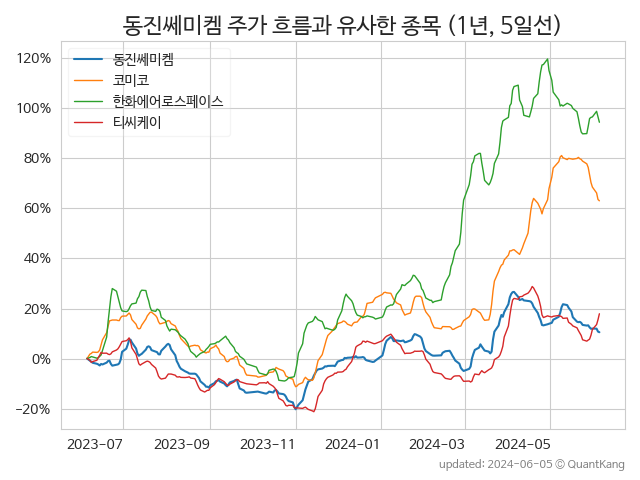 동진쎄미켐 주가 흐름과 유사한 종목 (1년, 5일선)
동진쎄미켐
코미코
한화에어로스페이스
티씨케이
120%
100%
80%
60%
40%
20%
0%
−20%
2023-07 2023-09 2023-11 2024-01 2024-03 2024-05
updated: 2024-06-05 © QuantKang